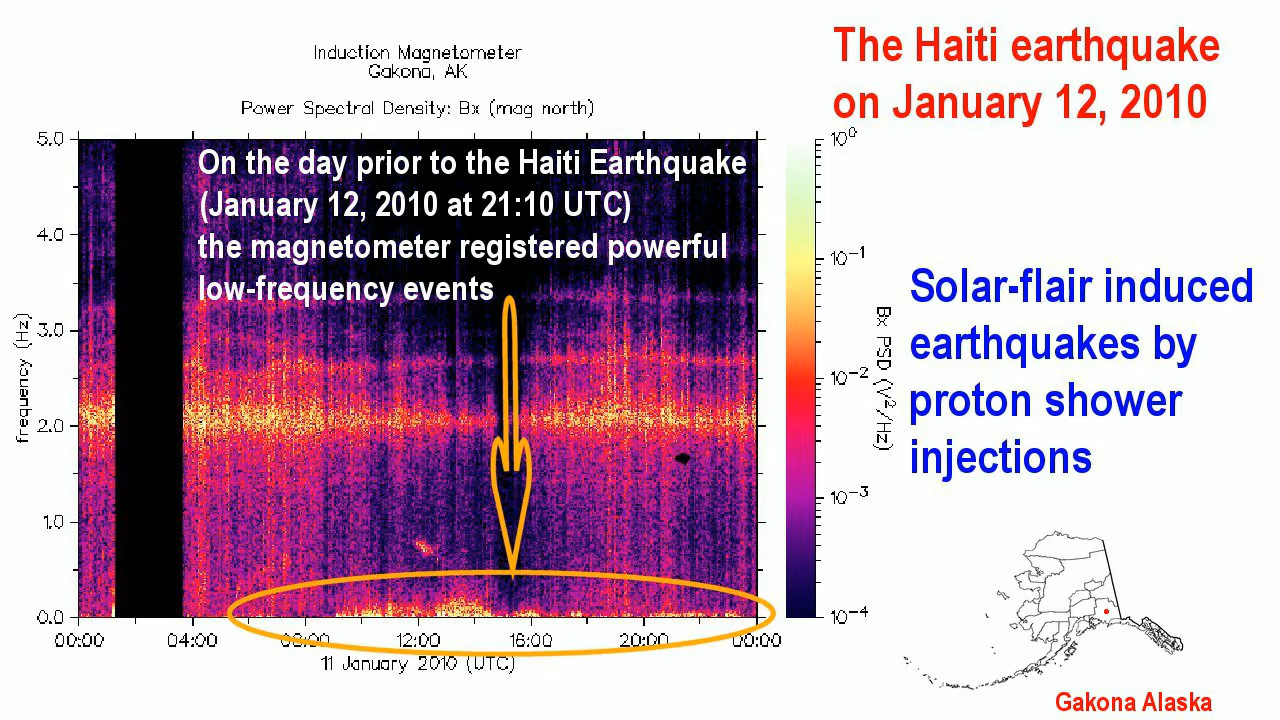 The Haiti earthquake
on January 12, 2010
Induction Magnetometer
Gakona, AK
Power Spectral Density: Bx (mag north)
On the day prior to the Haiti Earthquake
(January 12, 2010 at 21:10 UTC)
the magnetometer registered powerful
low-frequency events
5.0
4.0
3.0
2.0
1.0
0.0
frequency (Hz)
00:00 04:00 08:00 12:00 16:00 20:00 00:00
11 January 2010 (UTC)
10⁰
10⁻¹
10⁻²
10⁻³
10⁻⁴
Bx PSD (V²/Hz)
Solar-flair induced
earthquakes by
proton shower
injections
Gakona Alaska